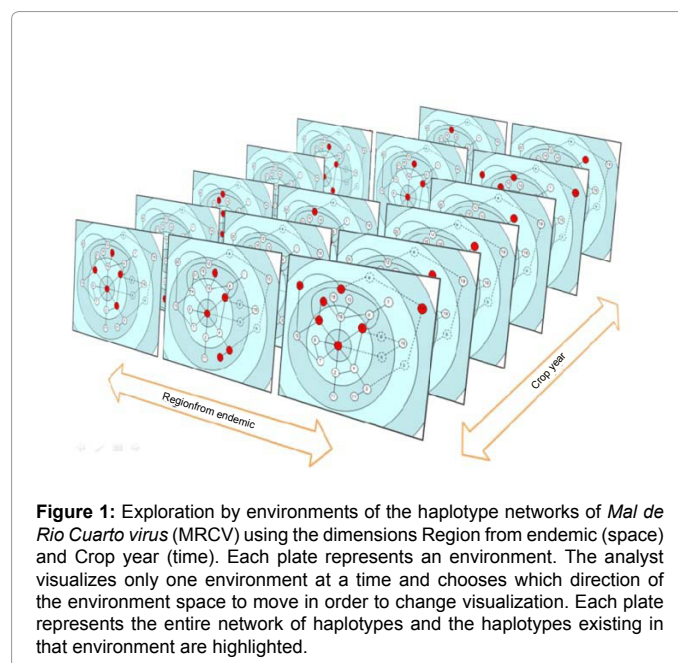 Regionfrom endemic
Crop year
Figure 1: Exploration by environments of the haplotype networks of Mal de
Rio Cuarto virus (MRCV) using the dimensions Region from endemic (space)
and Crop year (time). Each plate represents an environment. The analyst
visualizes only one environment at a time and chooses which direction of
the environment space to move in order to change visualization. Each plate
represents the entire network of haplotypes and the haplotypes existing in
that environment are highlighted.